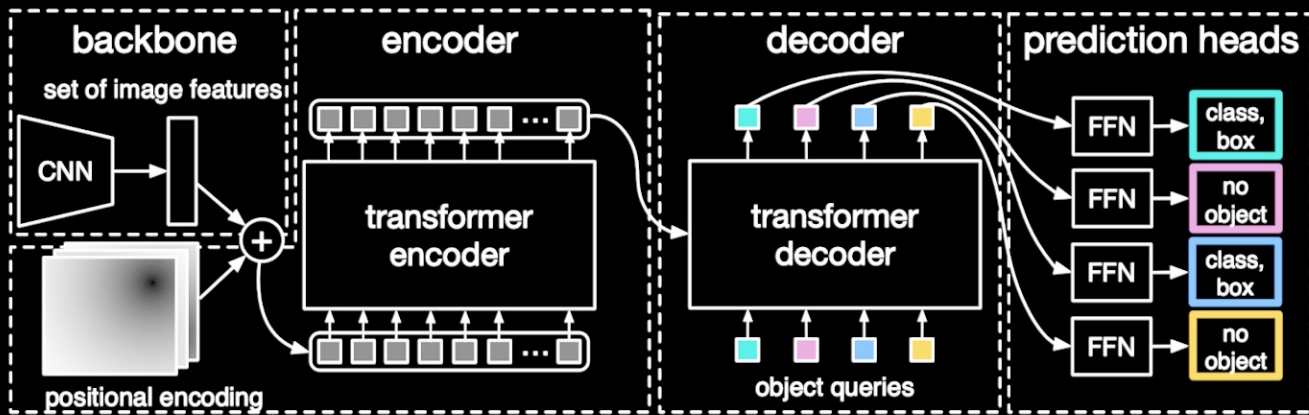 backbone
set of image features
CNN
+
positional encoding
encoder
...
transformer
encoder
...
decoder
transformer
decoder
object queries
prediction heads
FFN
class,
box
FFN
no
object
FFN
class,
box
FFN
no
object